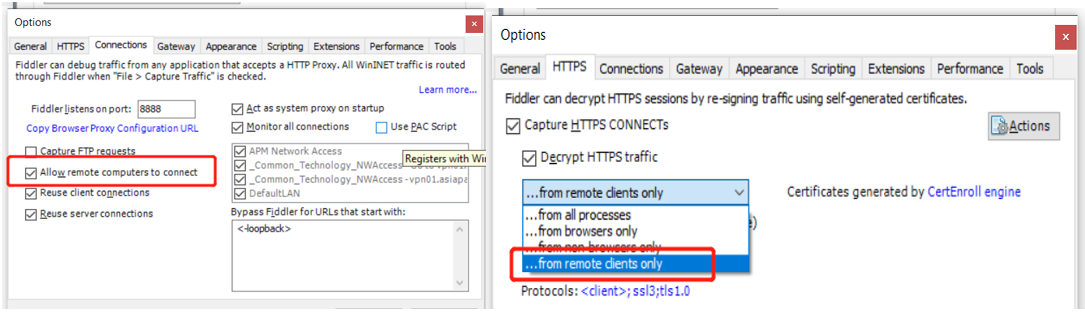 Options
General HTTPS Connections Gateway Appearance Scripting Extensions Performance Tools
Fiddler can debug traffic from any application that accepts a HTTP Proxy. All WinINET traffic is routed
through Fiddler when "File > Capture Traffic" is checked.
Learn more...
Fiddler listens on port: 8888
Copy Browser Proxy Configuration URL
Capture FTP requests
Allow remote computers to connect
Reuse client connections
Reuse server connections
Act as system proxy on startup
Monitor all connections Use PAC Script
APM Network Access
Registers with Wi
_Common_Technology_NWAccess
_Common_Technology_NWAccess -vpn01.asiapa
DefaultLAN
Bypass Fiddler for URLs that start with:
<-loopback>
Options
General HTTPS Connections Gateway Appearance Scripting Extensions Performance Tools
Fiddler can decrypt HTTPS sessions by re-signing traffic using self-generated certificates.
Capture HTTPS CONNECTs
Actions
Decrypt HTTPS traffic
...from remote clients only
Certificates generated by CertEnroll engine
...from all processes
...from browsers only
...from non-browsers only
...from remote clients only
Protocols: <client>;ssl3;tls1.0